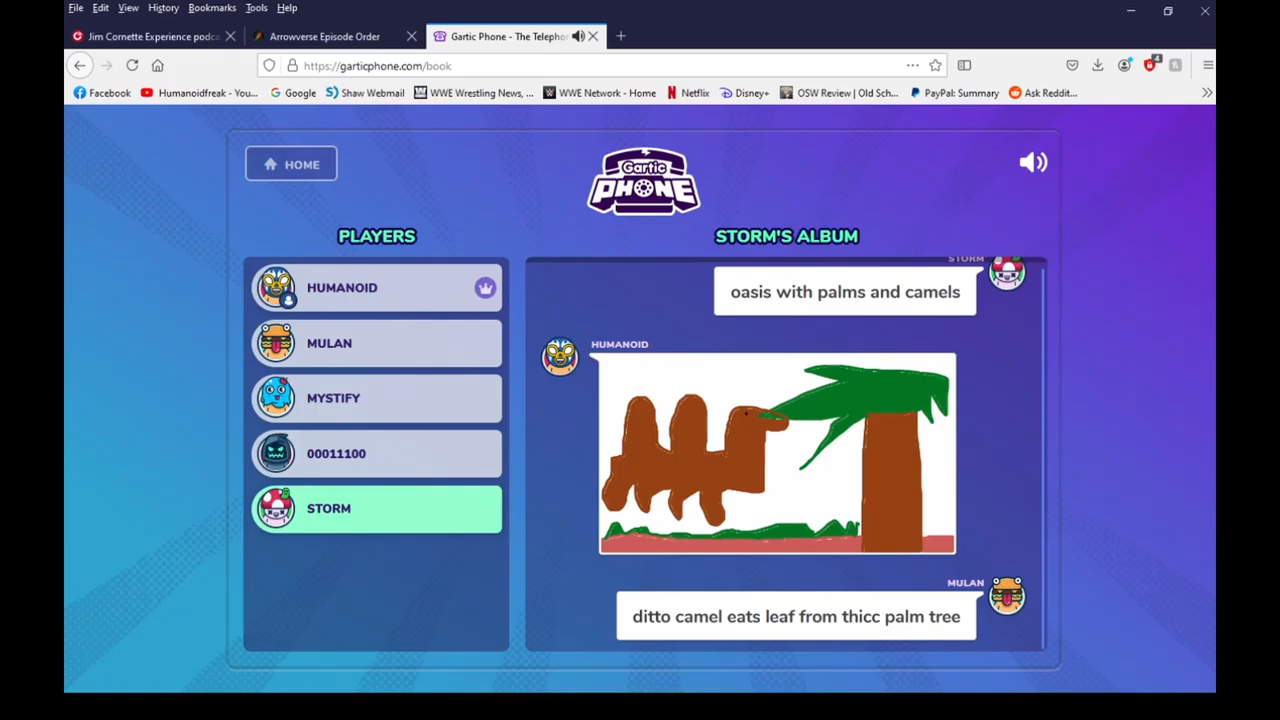 File Edit View History Bookmarks Tools Help
Jim Cornette Experience podca
Arrowverse Episode Order
Gartic Phone - The Telepho
https://garticphone.com/book
4
Facebook
Humanoidfreak - You...
Google
Shaw Webmail
WWE Wrestling News, ...
WWE Network - Home
Netflix
Disney+
OSW Review | Old Sch...
PayPal: Summary
Ask Reddit...
HOME
Gartic
PHONE
PLAYERS
STORM'S ALBUM
HUMANOID
MULAN
MYSTIFY
00011100
STORM
STORM
oasis with palms and camels
HUMANOID
MULAN
ditto camel eats leaf from thicc palm tree